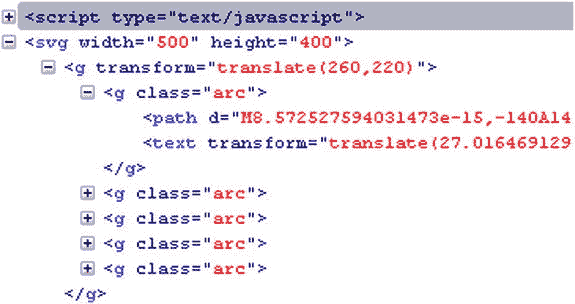 <script type="text/javascript">
<svg width="500" height="400">
<g transform="translate(260,220)">
<g class="arc">
<path d="M8.572527594031473e-15,-140A14
<text transform="translate(27.016469129
</g>
<g class="arc">
<g class="arc">
<g class="arc">
<g class="arc">
</g>